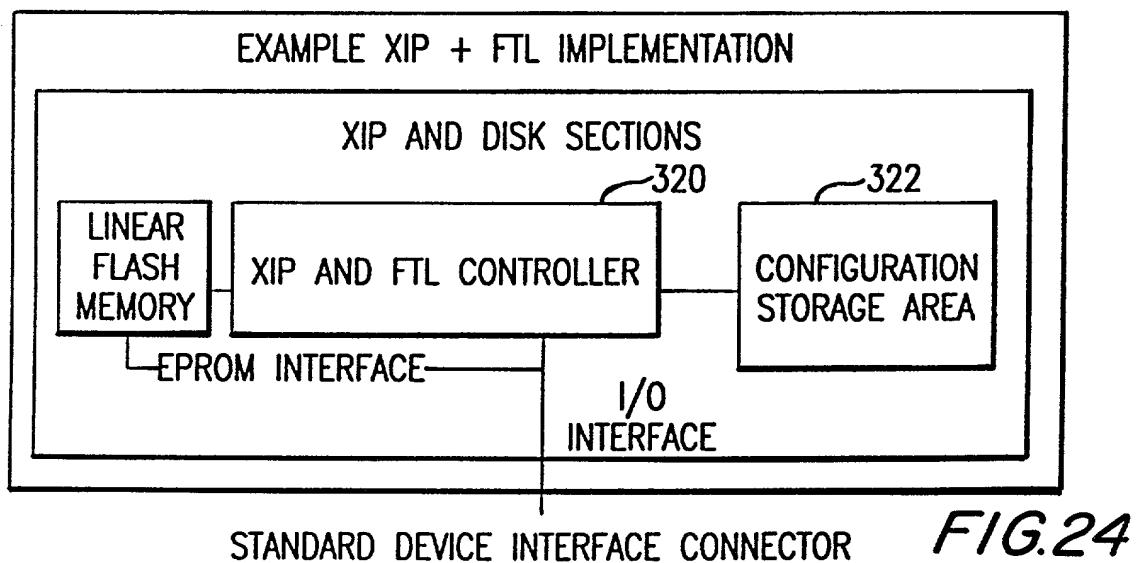 EXAMPLE XIP + FTL IMPLEMENTATION
XIP AND DISK SECTIONS
320
322
LINEAR
FLASH
MEMORY
XIP AND FTL CONTROLLER
CONFIGURATION
STORAGE AREA
EPROM INTERFACE
I/O
INTERFACE
STANDARD DEVICE INTERFACE CONNECTOR
FIG.24